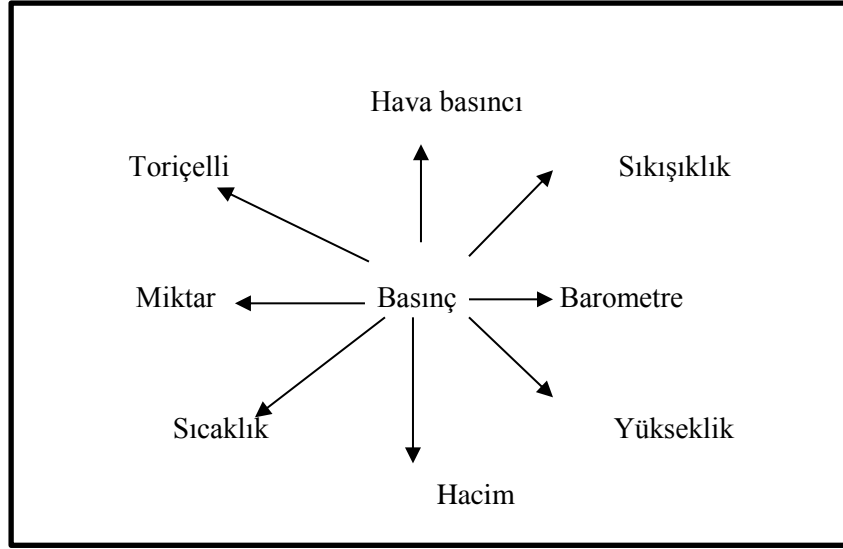 Hava basıncı
Toriçelli
Sıkışıklık
Miktar
Basınç
Barometre
Sıcaklık
Yükseklik
Hacim